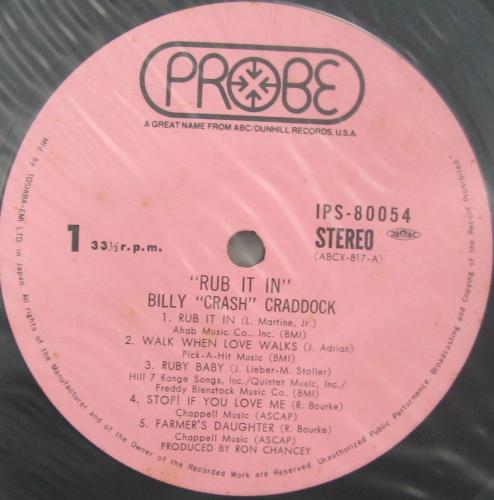 PROBE
A GREAT NAME FROM ABC/DUNHILL RECORDS, U.S.A.
IPS-80054
1 33⅓ r.p.m.
STEREO JASRAC
(ABCX-817-A)
"RUB IT IN"
BILLY "CRASH" CRADDOCK
1. RUB IT IN (L. Martine, Jr.)
Ahab Music Co., Inc. (BMI)
2. WALK WHEN LOVE WALKS (J. Adrian)
Pick-A-Hit Music (BMI)
3. RUBY BABY (J. Lieber-M. Stoller)
Hill 7 Range Songs, Inc./Quintet Music, Inc./
Freddy Bienstock Music Co. (BMI)
4. STOP! IF YOU LOVE ME (R. Bourke)
Chappell Music (ASCAP)
5. FARMER'S DAUGHTER (R. Bourke)
Chappell Music (ASCAP)
PRODUCED BY RON CHANCEY
Mfd by TOSHIBA-EMI LTD. in Japan. All rights of the Manufacturer and of the Owner of the Recorded Work are Reserved. Unauthorized Public Performance, Broadcasting and Copying of the Record Prohibited.